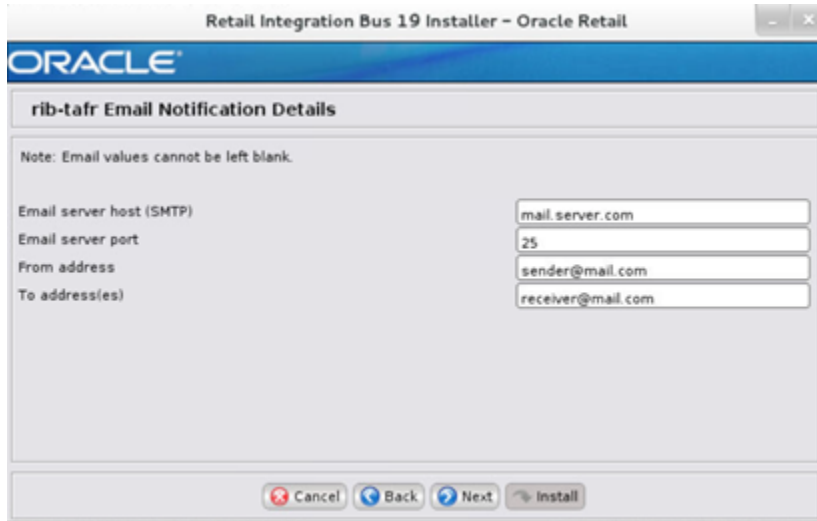 Retail Integration Bus 19 Installer – Oracle Retail
ORACLE®
rib-tafr Email Notification Details
Note: Email values cannot be left blank.
Email server host (SMTP) mail.server.com
Email server port 25
From address sender@mail.com
To address(es) receiver@mail.com
Cancel Back Next Install